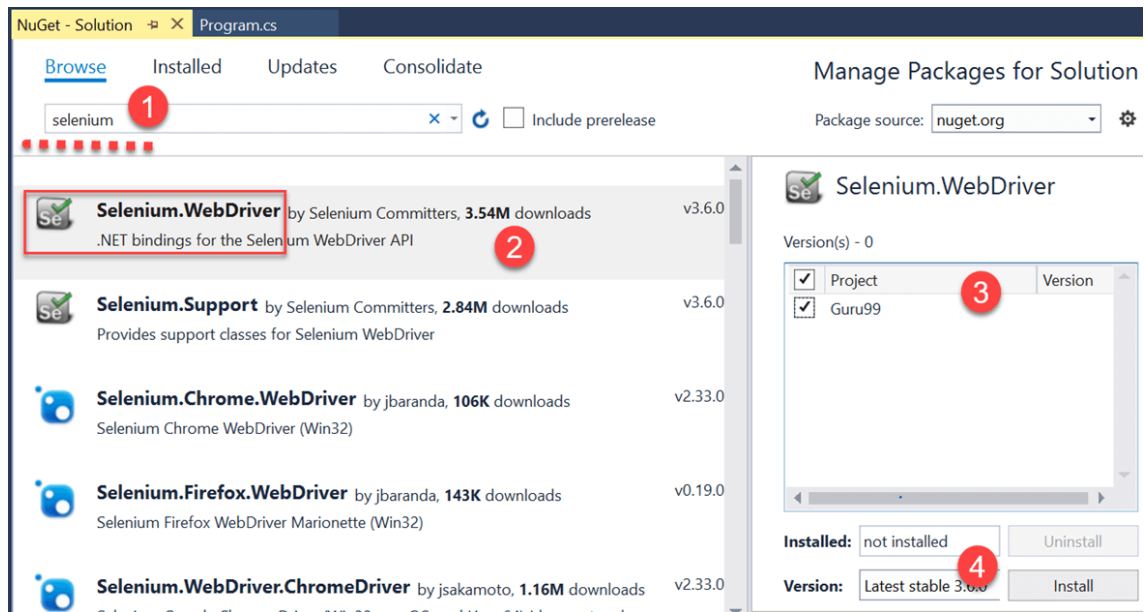 NuGet - Solution Program.cs
Browse Installed Updates Consolidate
Manage Packages for Solution
1
selenium
Include prerelease
Package source: nuget.org
Selenium.WebDriver by Selenium Committers, 3.54M downloads v3.6.0
.NET bindings for the Selenium WebDriver API
2
Selenium.Support by Selenium Committers, 2.84M downloads v3.6.0
Provides support classes for Selenium WebDriver
Selenium.Chrome.WebDriver by jbaranda, 106K downloads v2.33.0
Selenium Chrome WebDriver (Win32)
Selenium.Firefox.WebDriver by jbaranda, 143K downloads v0.19.0
Selenium Firefox WebDriver Marionette (Win32)
Selenium.WebDriver.ChromeDriver by jsakamoto, 1.16M downloads v2.33.0
Se
Selenium.WebDriver
Version(s) - 0
Project Version
3
Guru99
Installed: not installed Uninstall
4
Version: Latest stable 3.6.0 Install